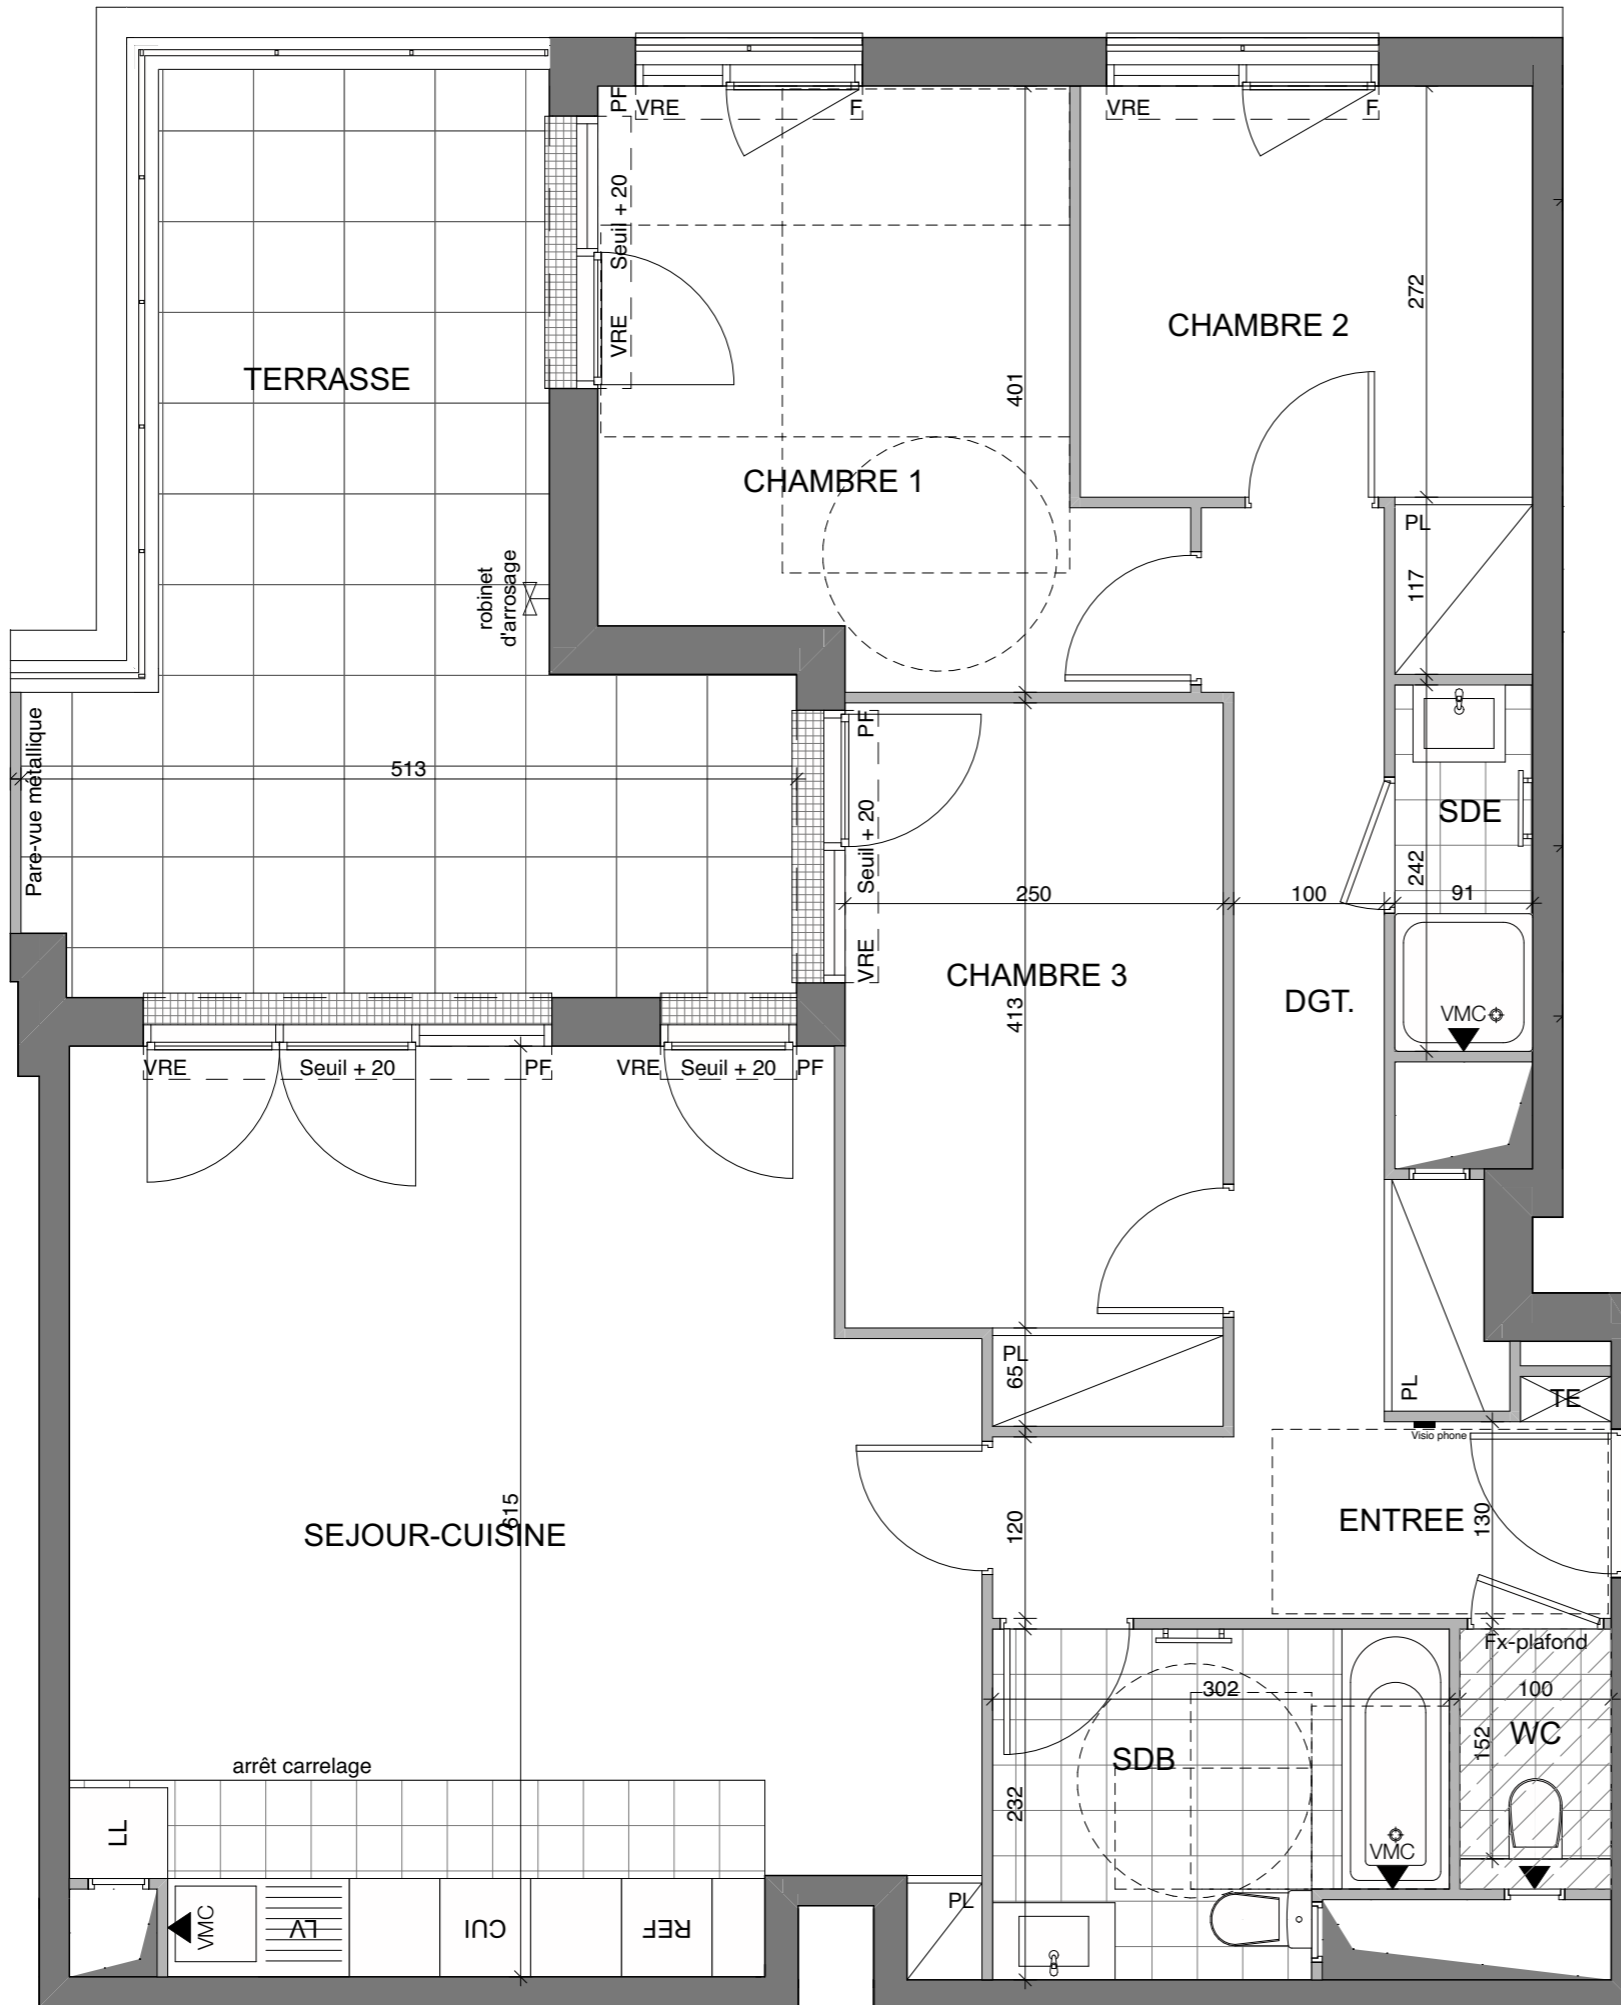 PF
VRE
F
VRE
F
Seuil + 20
VRE
272
CHAMBRE 2
TERRASSE
401
CHAMBRE 1
PL
117
robinet
d'arrosage
Pare-vue métallique
513
PF
Seuil + 20
VRE
SDE
242
91
250
100
CHAMBRE 3
413
DGT.
VMC
VRE
Seuil + 20
PF
VRE
Seuil + 20
PF
PL
65
PL
TE
Visio phone
615
SEJOUR-CUISINE
120
ENTREE
130
Fx-plafond
302
100
152
WC
SDB
232
arrêt carrelage
LL
VMC
VMC
LV
CUI
REF
PL